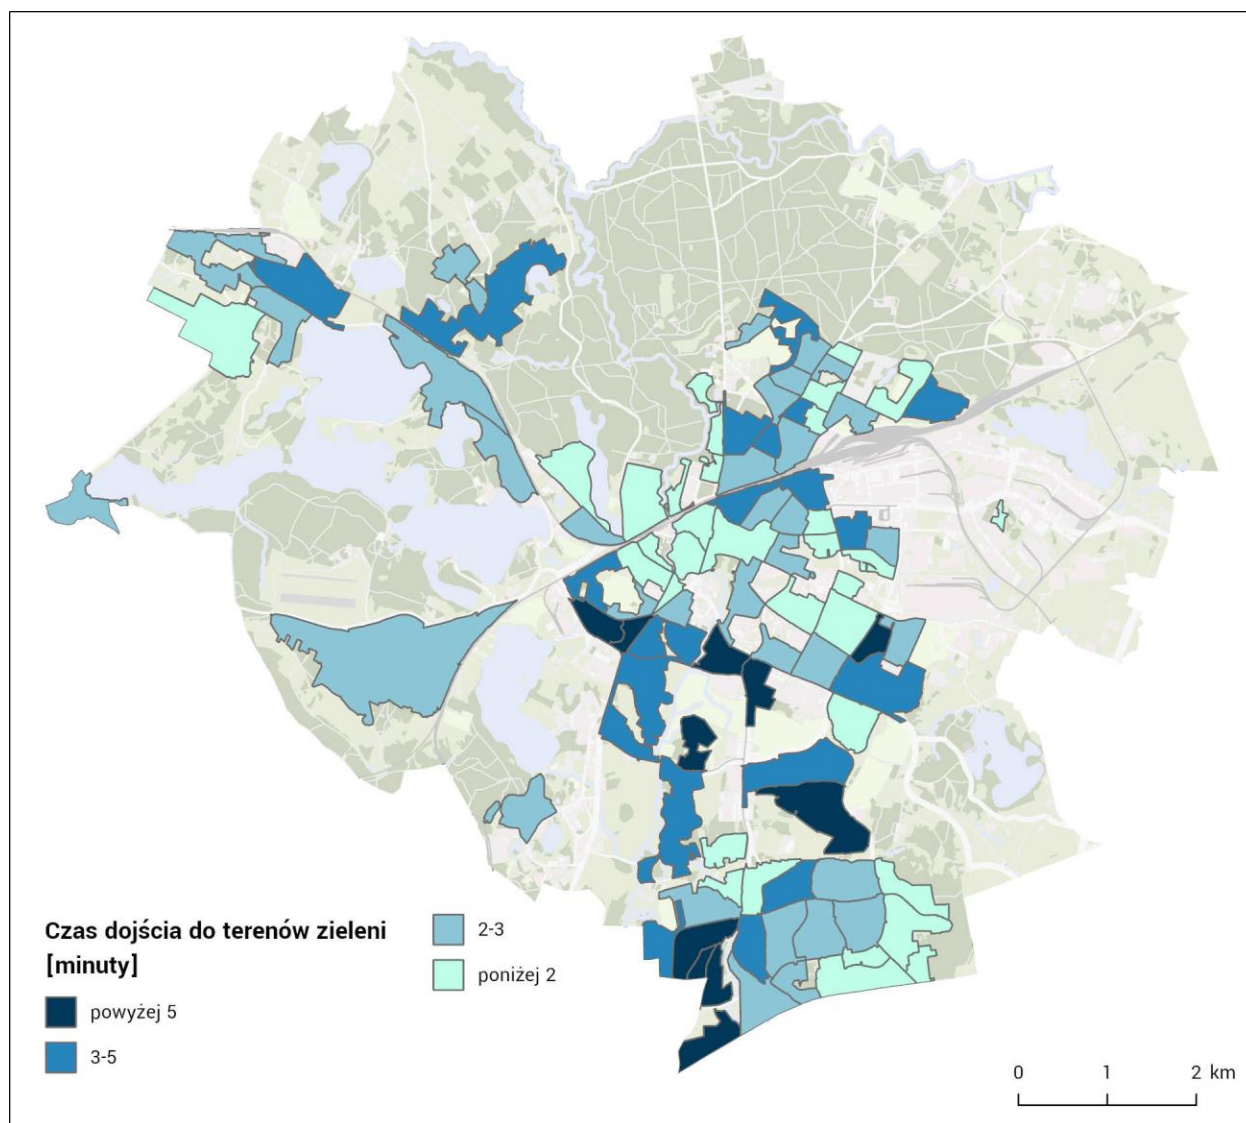 Czas dojścia do terenów zieleni
[minuty]
powyżej 5
3-5
2-3
poniżej 2
0 1 2 km